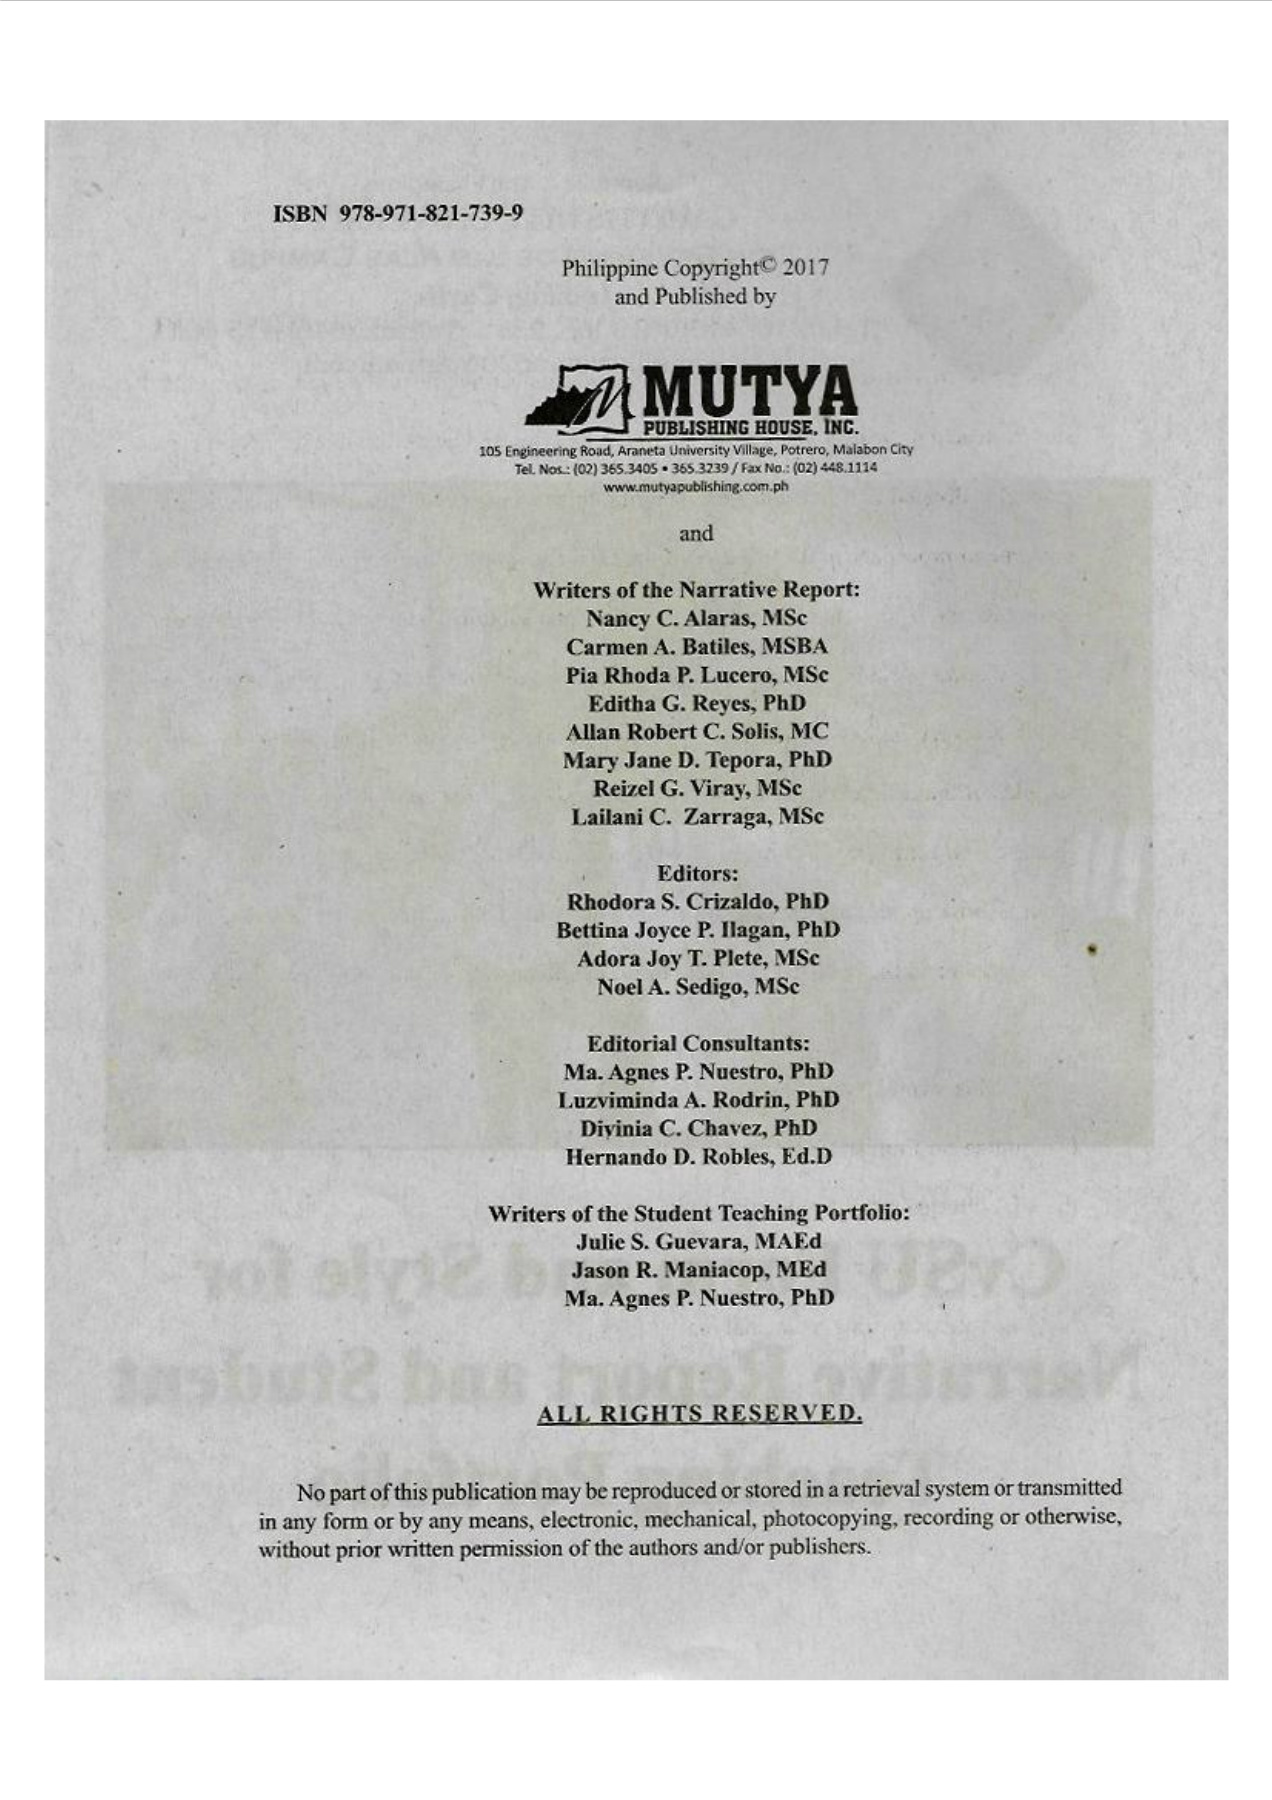 ISBN 978-971-821-739-9
Philippine Copyright© 2017
and Published by
MUTYA
PUBLISHING HOUSE, INC.
105 Engineering Road, Araneta University Village, Potrero, Malabon City
Tel. Nos.: (02) 365.3405 • 365.3239 / Fax No.: (02) 448.1114
www.mutyapublishing.com.ph
and
Writers of the Narrative Report:
Nancy C. Alaras, MSc
Carmen A. Batiles, MSBA
Pia Rhoda P. Lucero, MSc
Editha G. Reyes, PhD
Allan Robert C. Solis, MC
Mary Jane D. Tepora, PhD
Reizel G. Viray, MSc
Lailani C. Zarraga, MSc
Editors:
Rhodora S. Crizaldo, PhD
Bettina Joyce P. Ilagan, PhD
Adora Joy T. Plete, MSc
Noel A. Sedigo, MSc
Editorial Consultants:
Ma. Agnes P. Nuestro, PhD
Luzviminda A. Rodrin, PhD
Divinia C. Chavez, PhD
Hernando D. Robles, Ed.D
Writers of the Student Teaching Portfolio:
Julie S. Guevara, MAEd
Jason R. Maniacop, MEd
Ma. Agnes P. Nuestro, PhD
ALL RIGHTS RESERVED.
No part of this publication may be reproduced or stored in a retrieval system or transmitted
in any form or by any means, electronic, mechanical, photocopying, recording or otherwise,
without prior written permission of the authors and/or publishers.